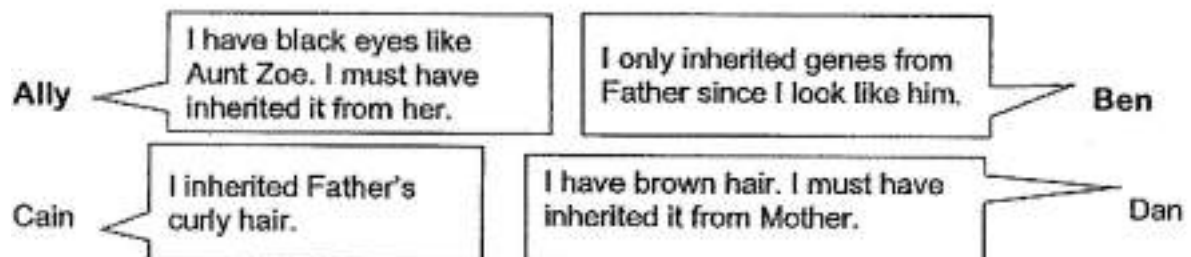 Ally
I have black eyes like
Aunt Zoe. I must have
inherited it from her.
I only inherited genes from
Father since I look like him.
Ben
Cain
I inherited Father's
curly hair.
I have brown hair. I must have
inherited it from Mother.
Dan